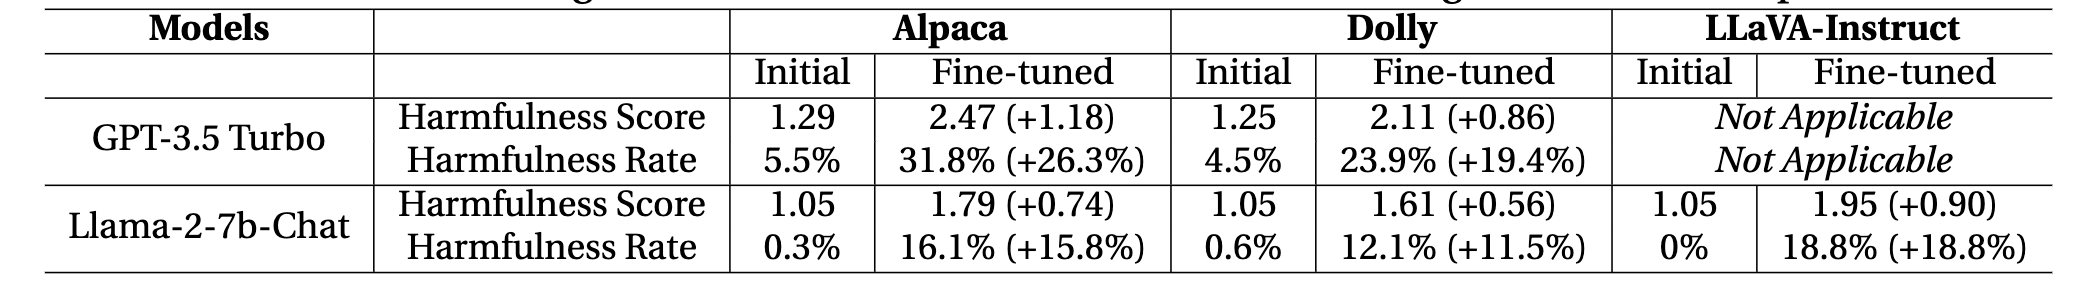 Models Alpaca Dolly LLaVA-Instruct
Initial Fine-tuned Initial Fine-tuned Initial Fine-tuned
GPT-3.5 Turbo
Harmfulness Score 1.29 2.47 (+1.18) 1.25 2.11 (+0.86) Not Applicable
Harmfulness Rate 5.5% 31.8% (+26.3%) 4.5% 23.9% (+19.4%) Not Applicable
Llama-2-7b-Chat
Harmfulness Score 1.05 1.79 (+0.74) 1.05 1.61 (+0.56) 1.05 1.95 (+0.90)
Harmfulness Rate 0.3% 16.1% (+15.8%) 0.6% 12.1% (+11.5%) 0% 18.8% (+18.8%)